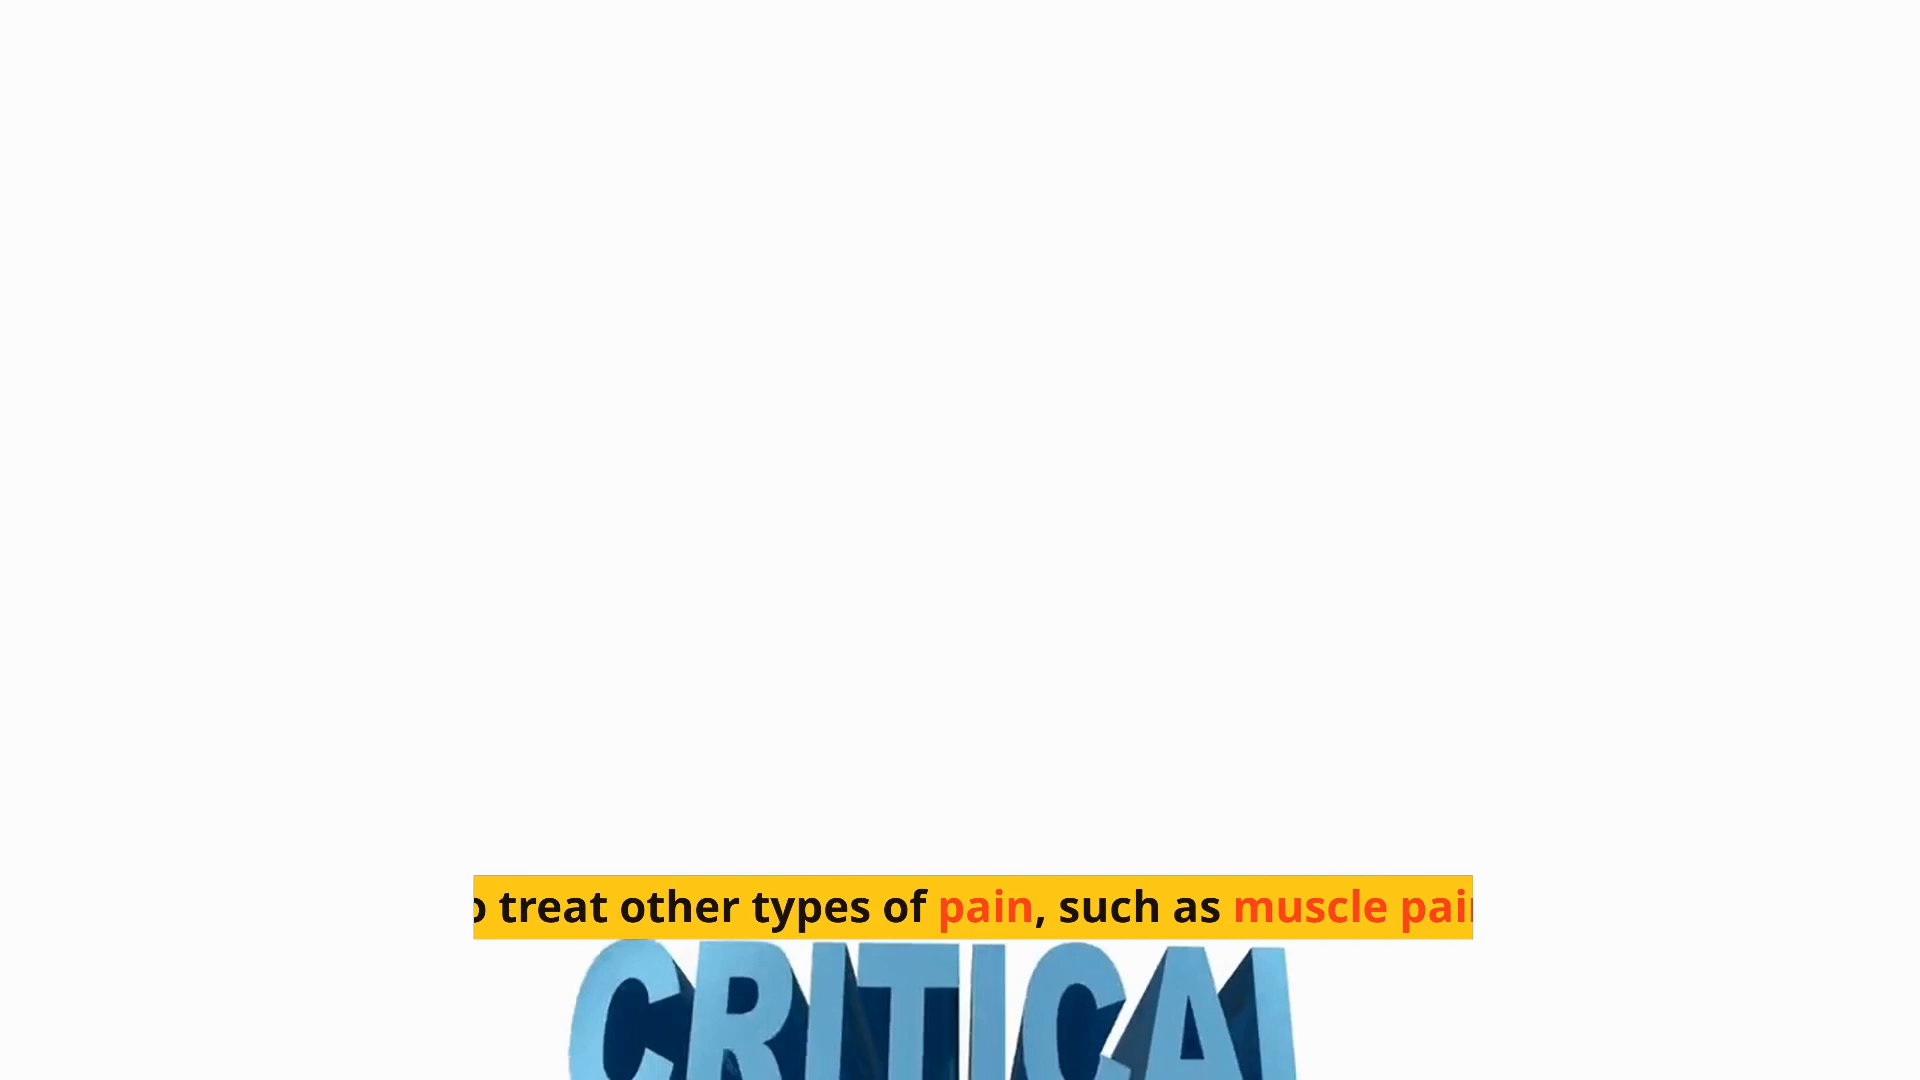 treat other types of pain, such as muscle
CRITICAL